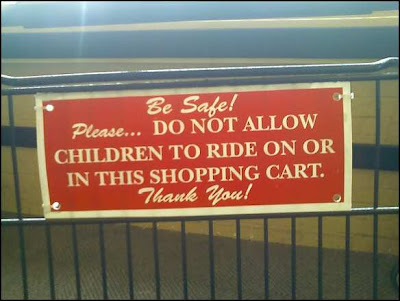 Be Safe!
Please... DO NOT ALLOW
CHILDREN TO RIDE ON OR
IN THIS SHOPPING CART.
Thank You!